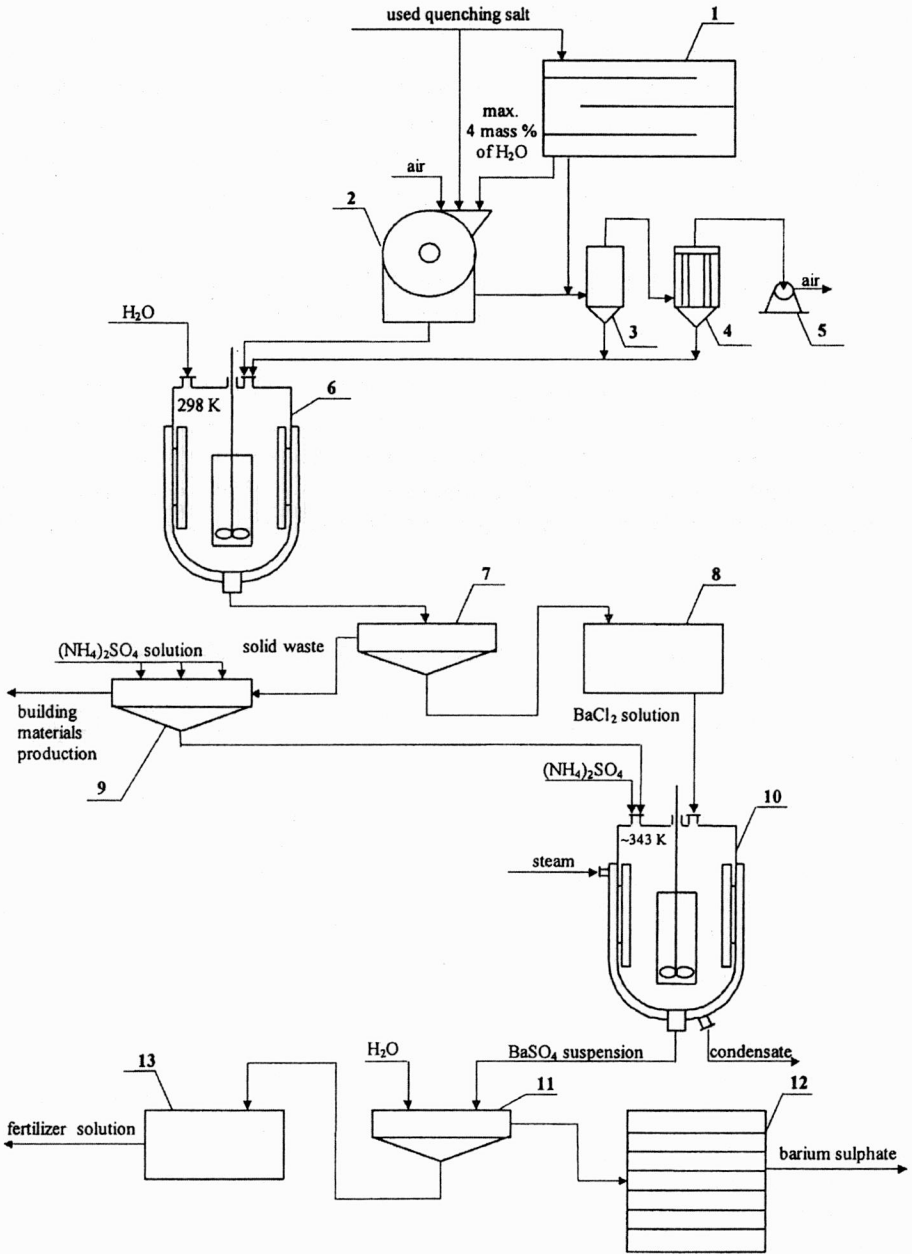 used quenching salt
1
max.
4 mass %
of H₂O
air
2
air
3
4
5
H₂O
298 K
6
7
8
solid waste
(NH₄)₂SO₄ solution
building
materials
production
BaCl₂ solution
9
(NH₄)₂SO₄
10
~343 K
steam
H₂O
BaSO₄ suspension
condensate
13
11
12
fertilizer solution
barium sulphate